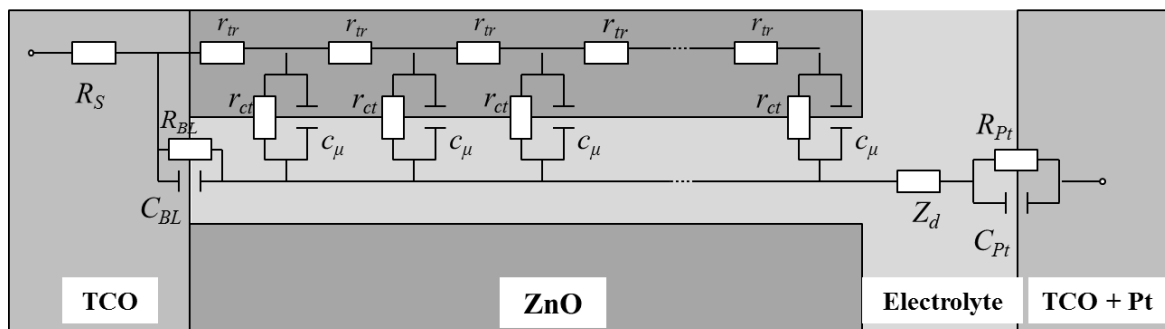 r_tr r_tr r_tr r_tr r_tr
R_S
r_ct r_ct r_ct r_ct
R_BL
c_μ c_μ c_μ c_μ
R_Pt
C_BL
Z_d
C_Pt
TCO
ZnO
Electrolyte
TCO + Pt